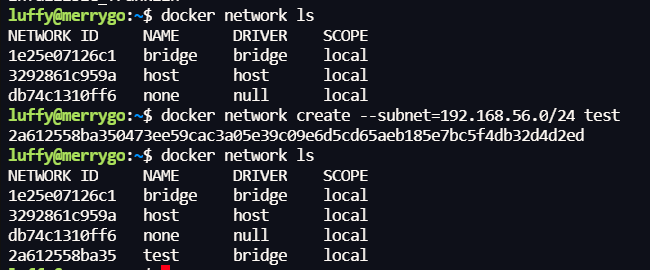 luffy@merrygo:~$ docker network ls
NETWORK ID     NAME      DRIVER    SCOPE
1e25e07126c1   bridge    bridge    local
3292861c959a   host      host      local
db74c1310ff6   none      null      local
luffy@merrygo:~$ docker network create --subnet=192.168.56.0/24 test
2a612558ba350473ee59cac3a05e39c09e6d5cd65aeb185e7bc5f4db32d4d2ed
luffy@merrygo:~$ docker network ls
NETWORK ID     NAME      DRIVER    SCOPE
1e25e07126c1   bridge    bridge    local
3292861c959a   host      host      local
db74c1310ff6   none      null      local
2a612558ba35   test      bridge    local